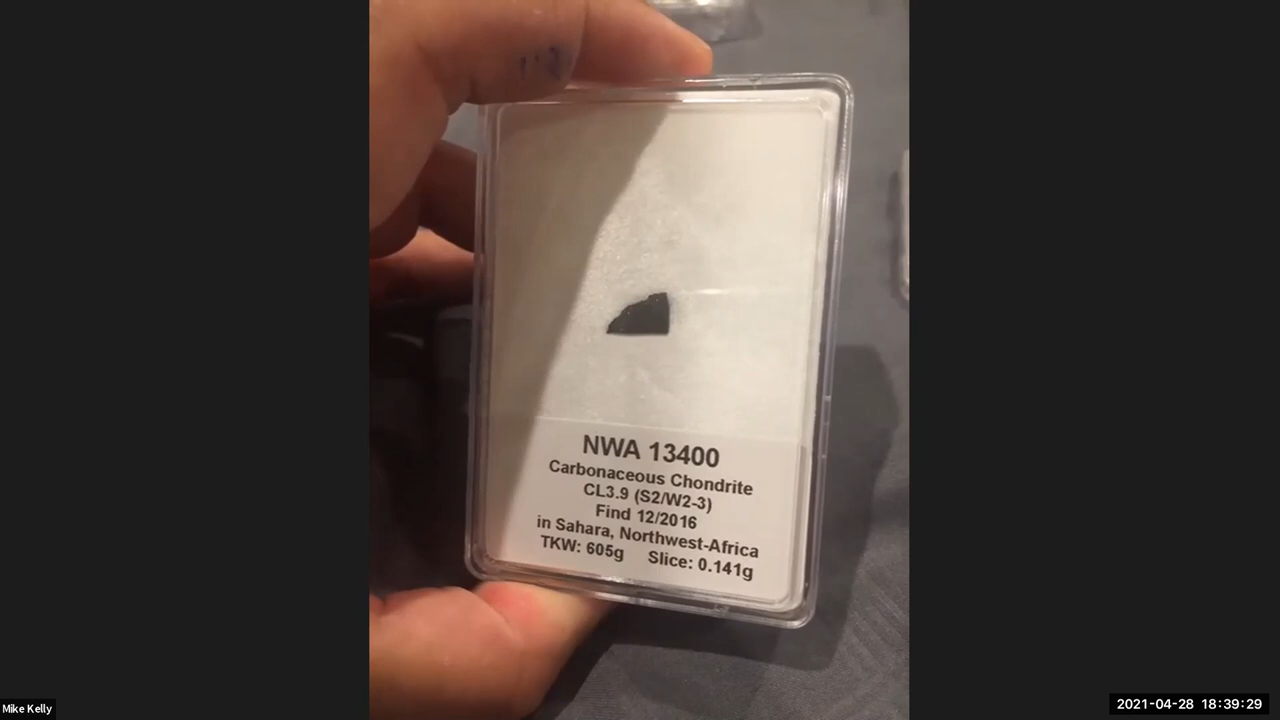 NWA 13400
Carbonaceous Chondrite
CL3.9 (S2/W2-3)
Find 12/2016
in Sahara, Northwest-Africa
TKW: 605g Slice: 0.141g
Mike Kelly
2021-04-28 18:39:29